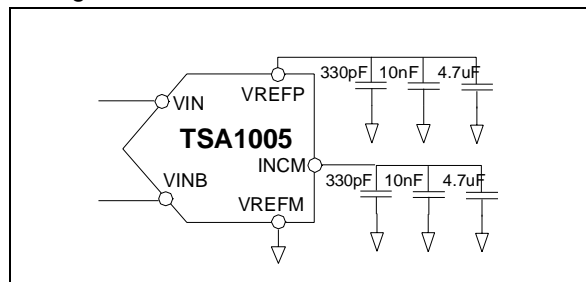 330pF 10nF 4.7uF
VREFP
VIN
TSA1005
INCM
330pF 10nF 4.7uF
VINB
VREFM